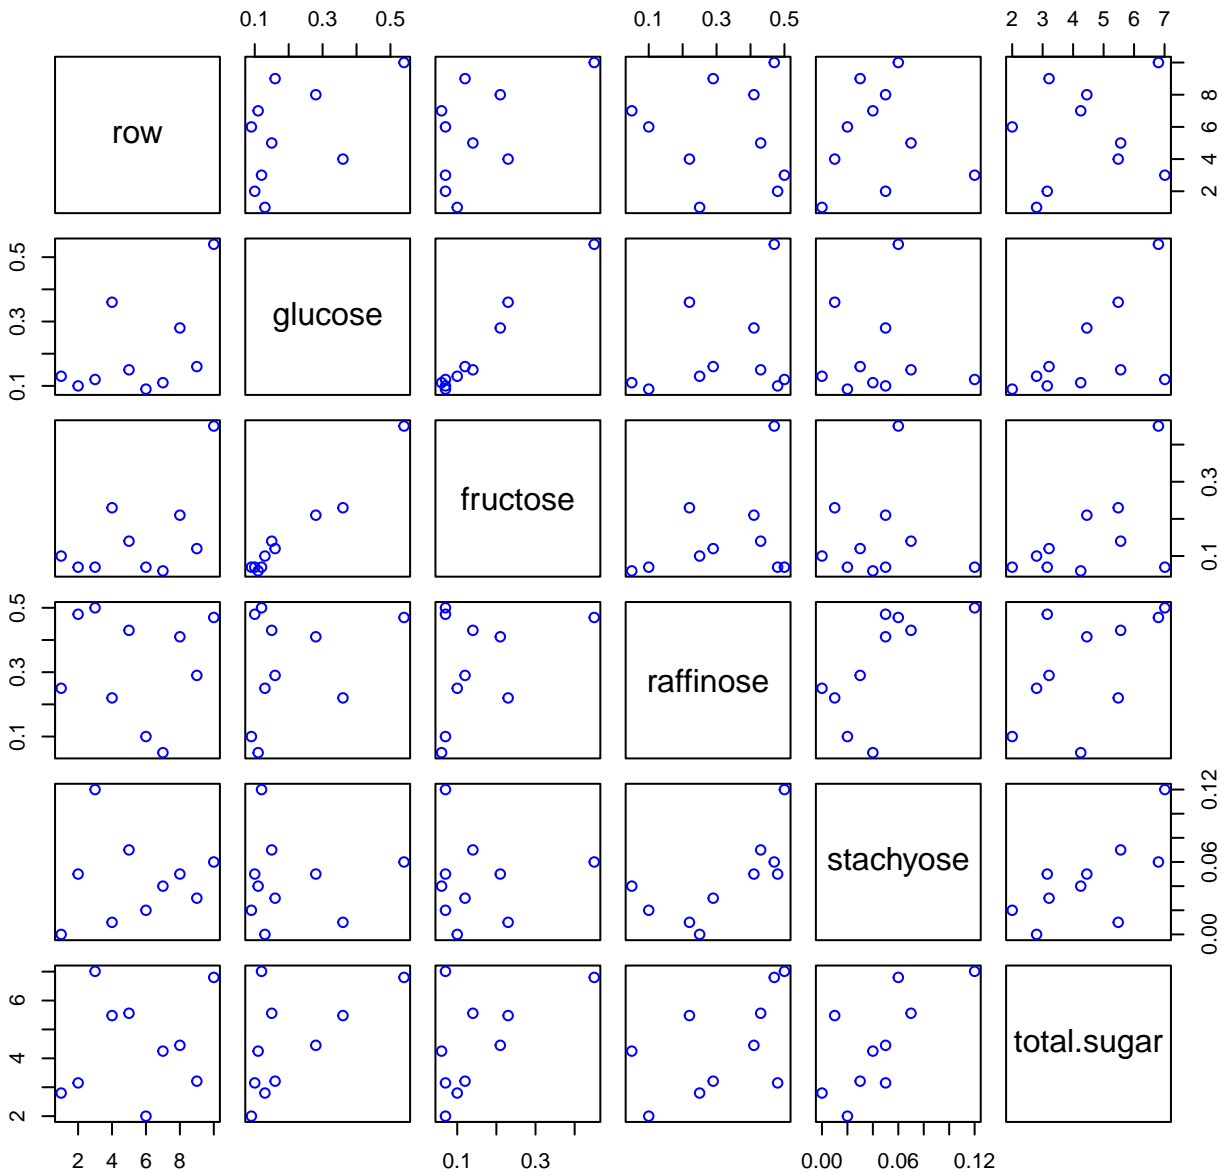 0.1 0.3 0.5 0.1 0.3 0.5 2 3 4 5 6 7
row 2 4 6 8
0.1 0.3 0.5 glucose
fructose 0.1 0.3
0.1 0.3 0.5 raffinose
stachyose 0.00 0.06 0.12
2 4 6 total.sugar
2 4 6 8 0.1 0.3 0.00 0.06 0.12